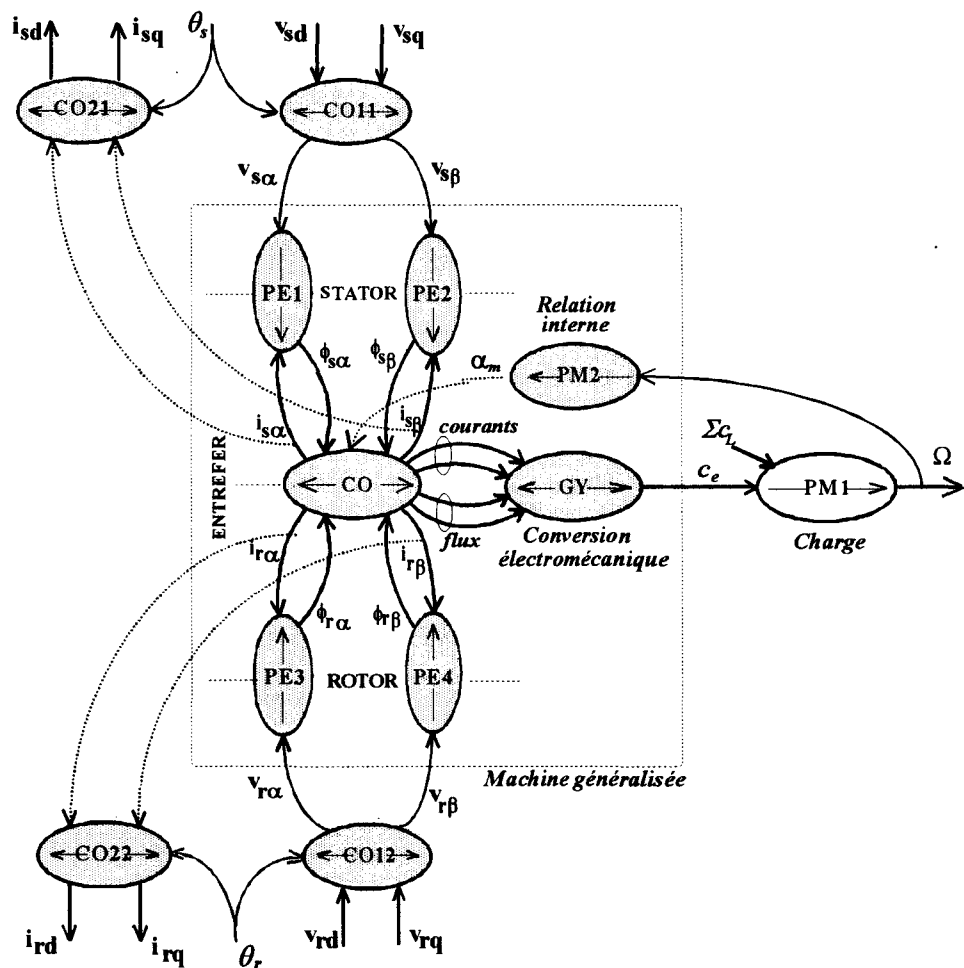 i_sd i_sq θ_s v_sd v_sq
CO21 CO11
v_sα v_sβ
PE1 STATOR PE2
Relation
interne
ϕ_sα ϕ_sβ
α_m PM2
i_sα i_sβ
courants
Σc_L
Ω
ENTREFER
CO GY c_e PM1
flux
Conversion
électromécanique
Charge
i_rα i_rβ
ϕ_rα ϕ_rβ
PE3 ROTOR PE4
Machine généralisée
v_rα v_rβ
CO22 CO12
i_rd i_rq θ_r v_rd v_rq